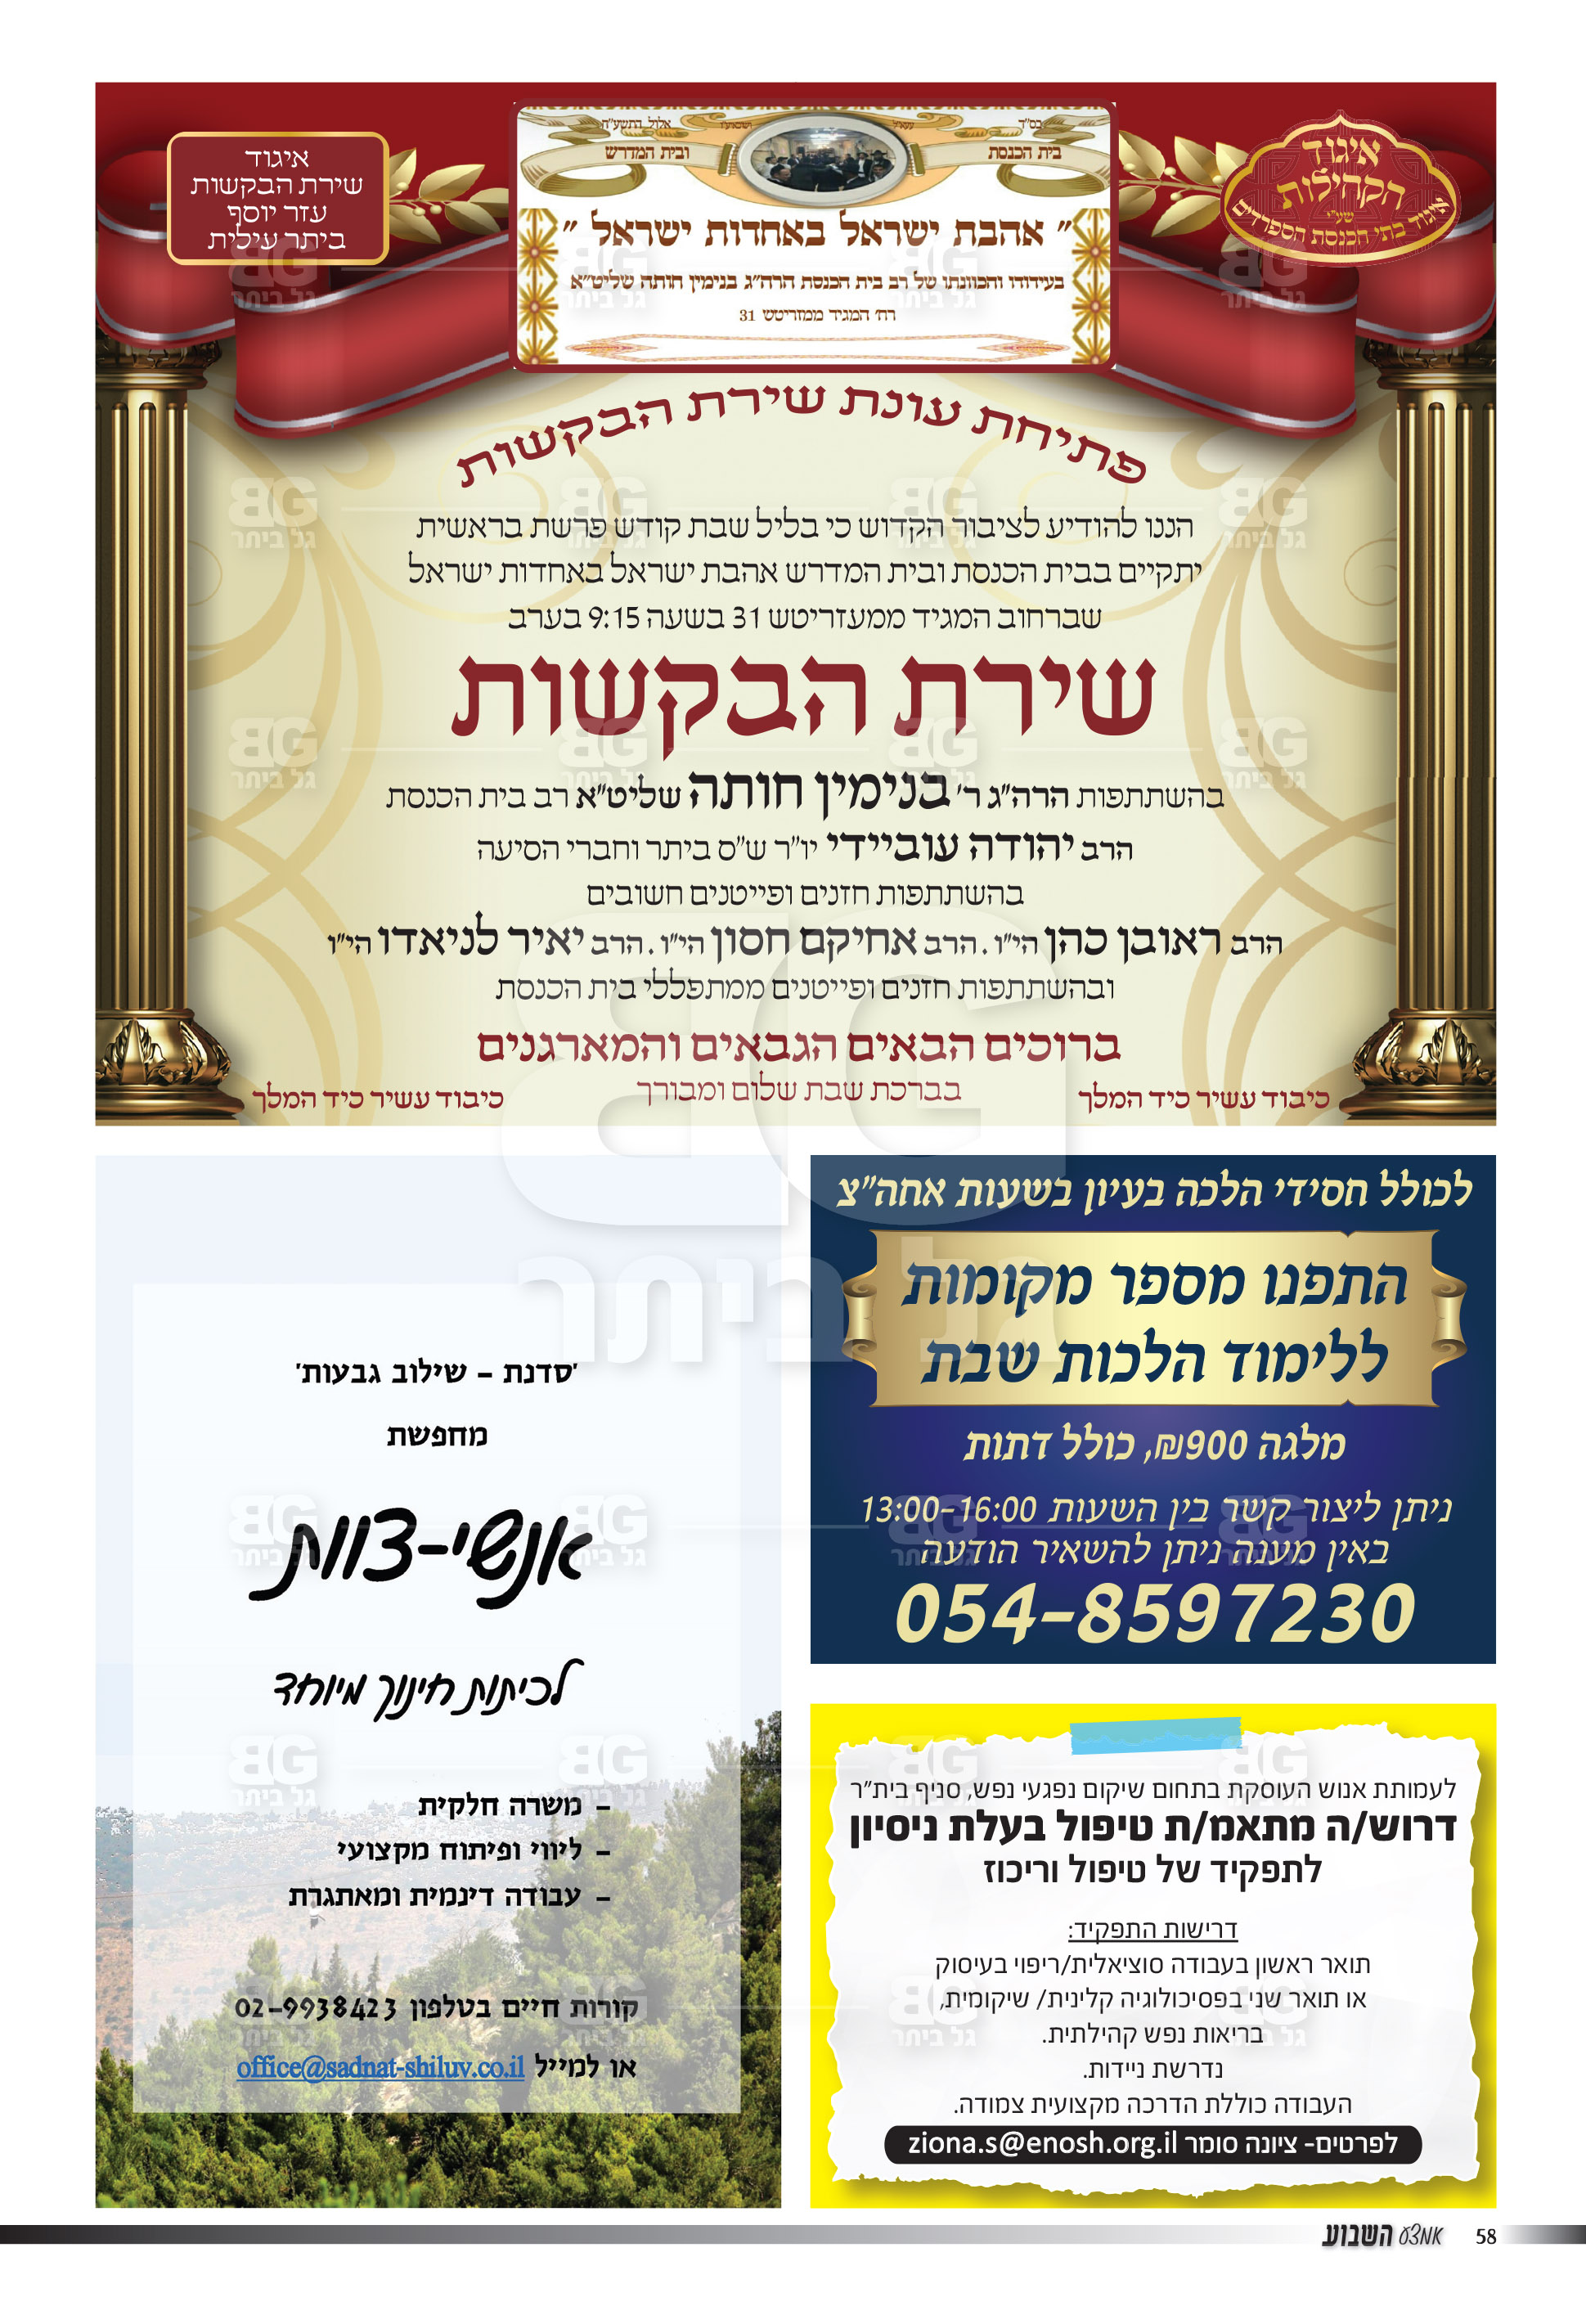 איגוד
הקהילות
שע"י
איגוד בתי הכנסת הספרדים
בס"ד
אלול התשע"ח
בית הכנסת
ובית המדרש
" אהבת ישראל באחדות ישראל "
בעידודו והכוונתו של רב בית הכנסת הרה"ג בנימין חותה שליט"א
רח' המגיד ממזריטש 31
איגוד
שירת הבקשות
עזר יוסף
ביתר עילית
פתיחת עונת שירת הבקשות
הננו להודיע לציבור הקדוש כי בליל שבת קודש פרשת בראשית
יתקיים בבית הכנסת ובית המדרש אהבת ישראל באחדות ישראל
שברחוב המגיד ממעזריטש 31 בשעה 9:15 בערב
שירת הבקשות
בהשתתפות הרה"ג ר' בנימין חותה שליט"א רב בית הכנסת
הרב יהודה עוביידי יו"ר ש"ס ביתר וחברי הסיעה
בהשתתפות חזנים ופייטנים חשובים
הרב ראובן כהן הי"ו. הרב אחיקם חסון הי"ו. הרב יאיר לניאדו הי"ו
ובהשתתפות חזנים ופייטנים ממתפללי בית הכנסת
ברוכים הבאים הגבאים והמארגנים
כיבוד עשיר כיד המלך
בברכת שבת שלום ומבורך
כיבוד עשיר כיד המלך
לכולל חסידי הלכה בעיון בשעות אחה"צ
התפנו מספר מקומות
ללימוד הלכות שבת
מלגה 900₪, כולל דתות
ניתן ליצור קשר בין השעות 13:00-16:00
באין מענה ניתן להשאיר הודעה
054-8597230
'סדנת - שילוב גבעות'
מחפשת
אנשי-צוות
לכיתות חינוך מיוחד
- משרה חלקית
- ליווי ופיתוח מקצועי
- עבודה דינמית ומאתגרת
קורות חיים בטלפון 02-9938423
או למייל office@sadnat-shiluv.co.il
לעמותת אנוש העוסקת בתחום שיקום נפגעי נפש, סניף בית"ר
דרוש/ה מתאמ/ת טיפול בעלת ניסיון
לתפקיד של טיפול וריכוז
דרישות התפקיד:
תואר ראשון בעבודה סוציאלית/ריפוי בעיסוק
או תואר שני בפסיכולוגיה קלינית/ שיקומית,
בריאות נפש קהילתית.
נדרשת ניידות.
העבודה כוללת הדרכה מקצועית צמודה.
לפרטים- ציונה סומר ziona.s@enosh.org.il
58 אמצע השבוע
BG
גל ביתר